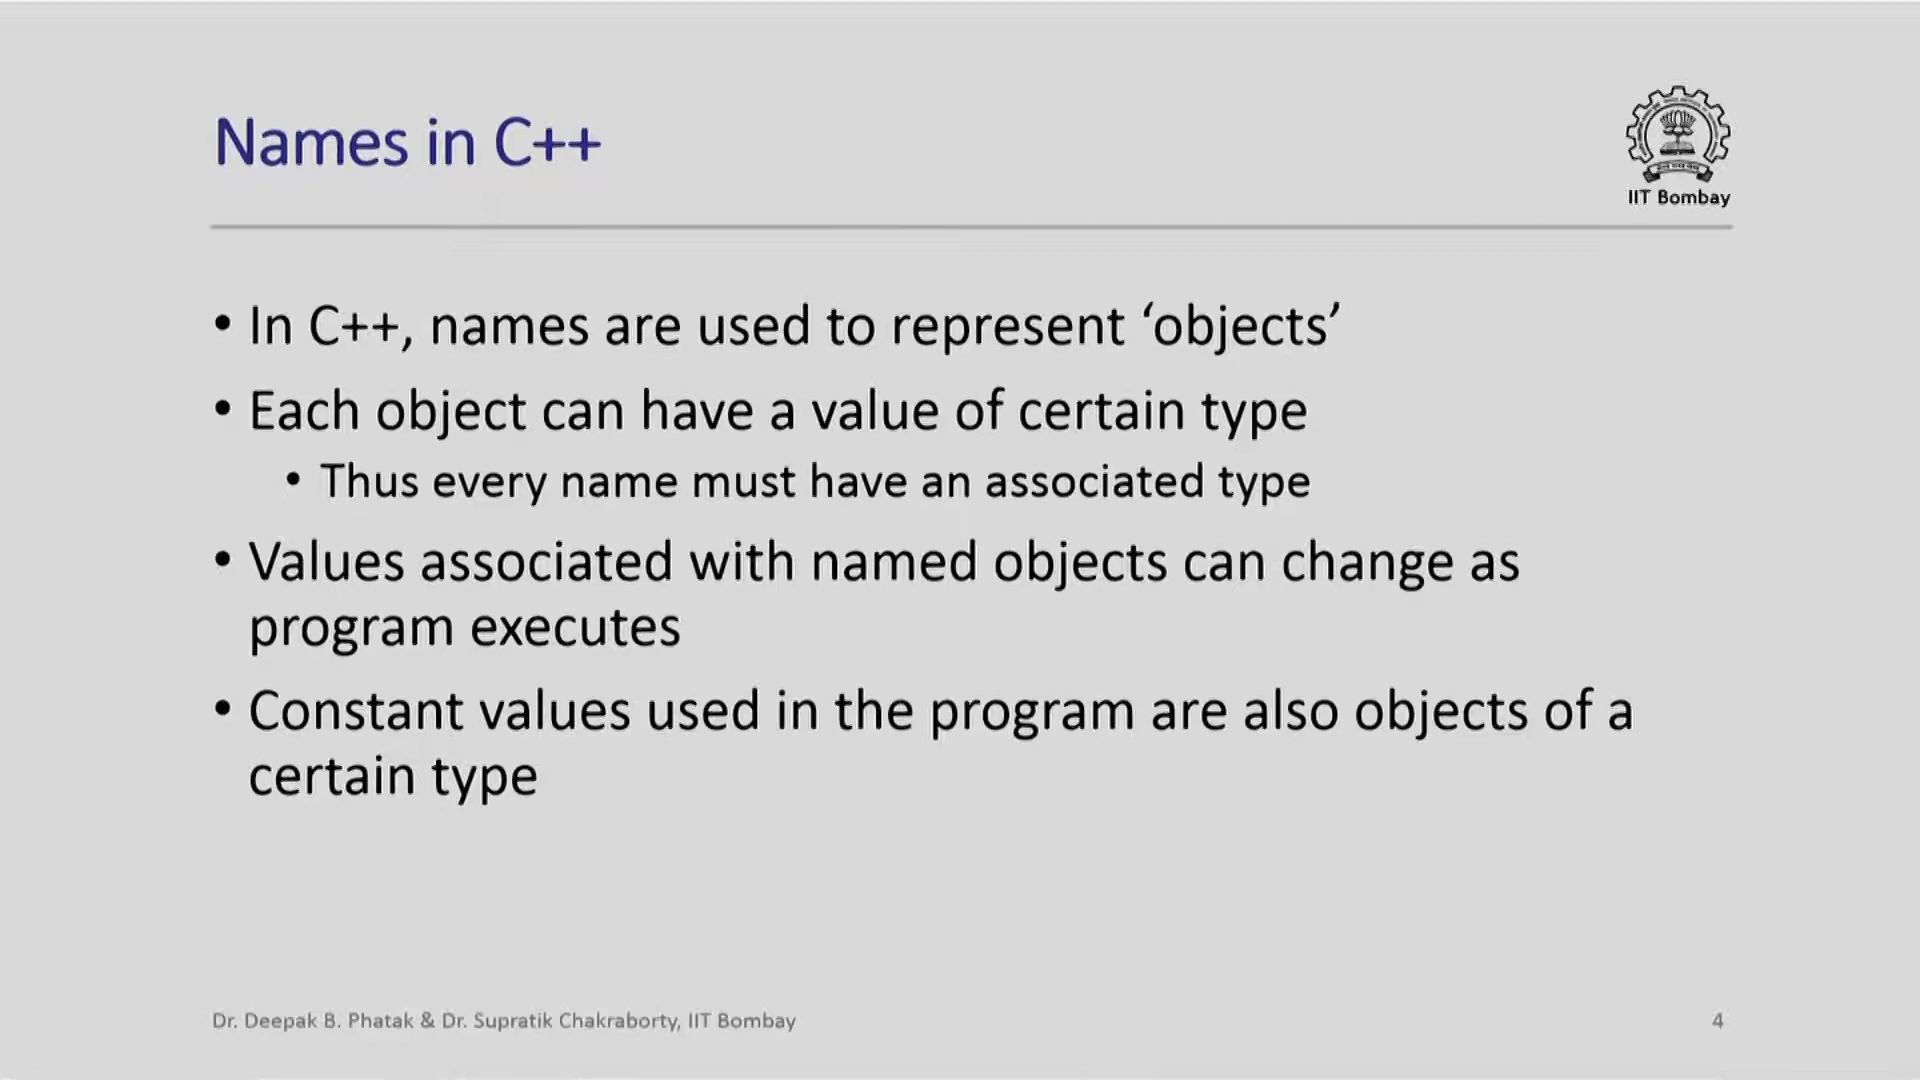 Names in C++
IIT Bombay
• In C++, names are used to represent ‘objects’
• Each object can have a value of certain type
• Thus every name must have an associated type
• Values associated with named objects can change as
program executes
• Constant values used in the program are also objects of a
certain type
Dr. Deepak B. Phatak & Dr. Supratik Chakraborty, IIT Bombay
4